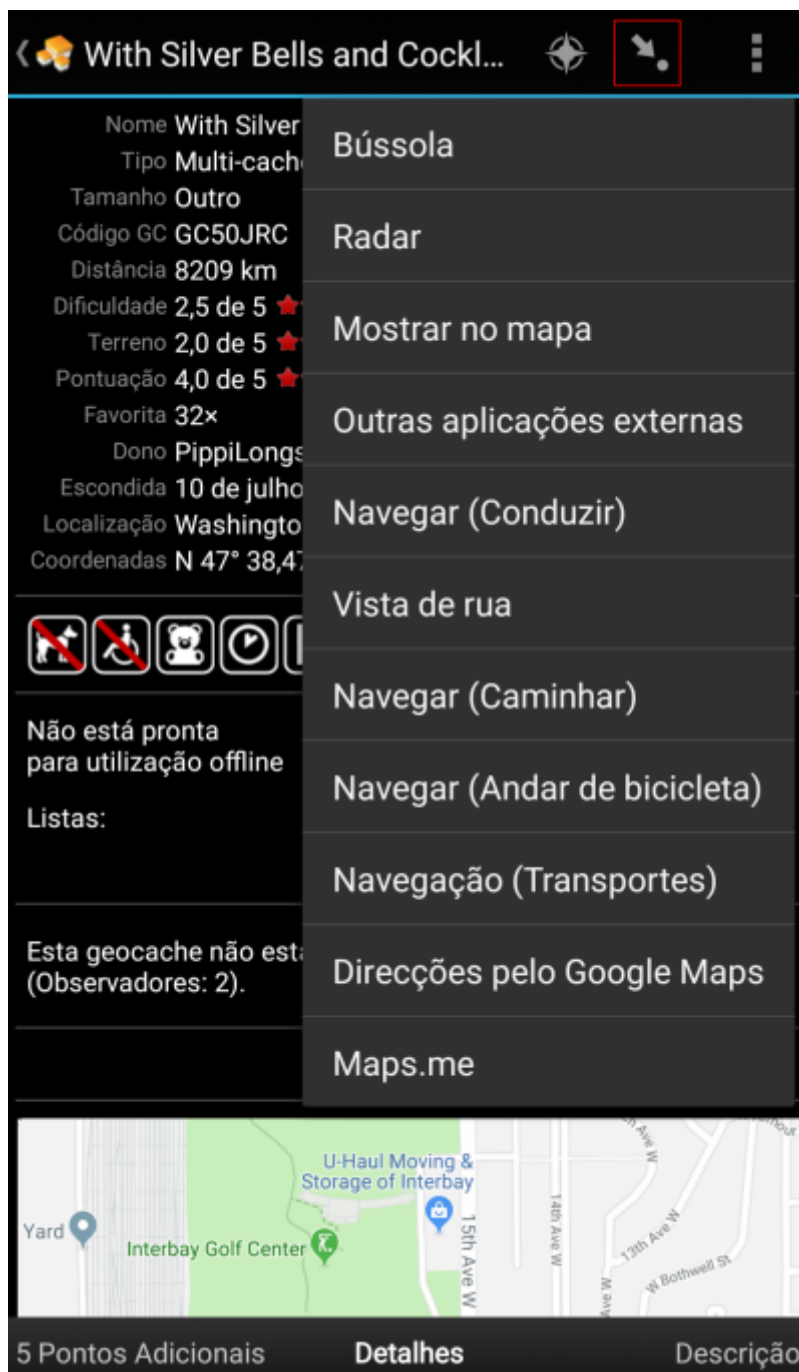 With Silver Bells and Cockl...
Nome With Silver
Tipo Multi-cach
Tamanho Outro
Código GC GC50JRC
Distância 8209 km
Dificuldade 2,5 de 5
Terreno 2,0 de 5
Pontuação 4,0 de 5
Favorita 32×
Dono PippiLongs
Escondida 10 de julho
Localização Washingto
Coordenadas N 47° 38,47
Não está pronta
para utilização offline
Listas:
Esta geocache não está
(Observadores: 2).
Bússola
Radar
Mostrar no mapa
Outras aplicações externas
Navegar (Conduzir)
Vista de rua
Navegar (Caminhar)
Navegar (Andar de bicicleta)
Navegação (Transportes)
Direcções pelo Google Maps
Maps.me
U-Haul Moving &
Storage of Interbay
Yard
Interbay Golf Center
15th Ave W
14th Ave W
13th Ave W
W Bothwell St
Ave W
Ave W
5 Pontos Adicionais
Detalhes
Descrição